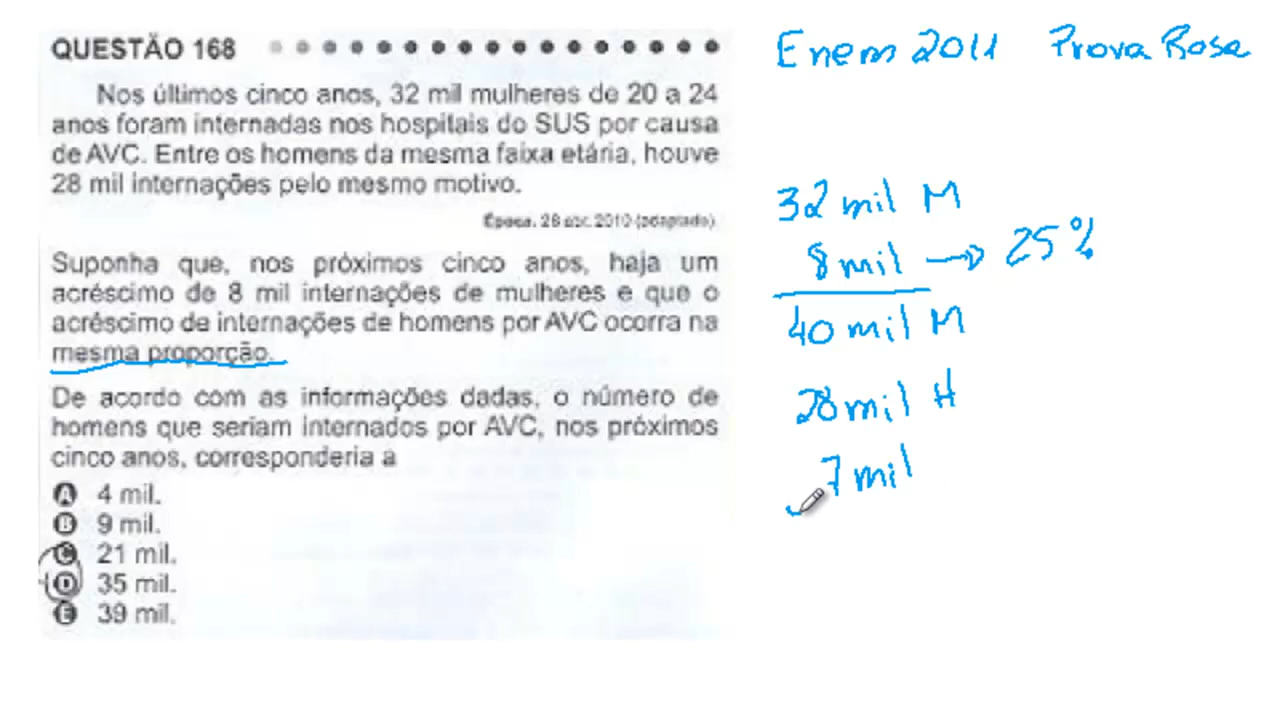 QUESTÃO 168
Nos últimos cinco anos, 32 mil mulheres de 20 a 24
anos foram internadas nos hospitais do SUS por causa
de AVC. Entre os homens da mesma faixa etária, houve
28 mil internações pelo mesmo motivo.
Época. 26 abr. 2010 (adaptado).
Suponha que, nos próximos cinco anos, haja um
acréscimo de 8 mil internações de mulheres e que o
acréscimo de internações de homens por AVC ocorra na
mesma proporção.
De acordo com as informações dadas, o número de
homens que seriam internados por AVC, nos próximos
cinco anos, corresponderia a
A 4 mil.
B 9 mil.
C 21 mil.
D 35 mil.
E 39 mil.
Enem 2011 Prova Rosa
32 mil M
8 mil → 25%
40 mil M
28 mil H
7 mil